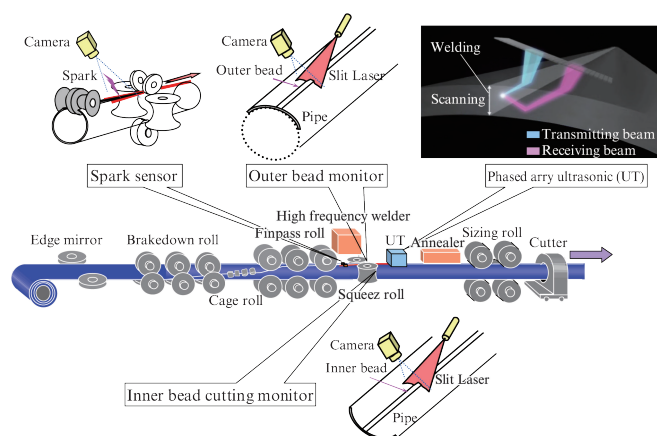 Camera
Spark
Camera
Outer bead
Slit Laser
Pipe
Welding
Scanning
Transmitting beam
Receiving beam
Spark sensor
Outer bead monitor
Phased arry ultrasonic (UT)
High frequency welder
Edge mirror
Brakedown roll
Finpass roll
UT
Annealer
Sizing roll
Cutter
Cage roll
Squeez roll
Inner bead cutting monitor
Camera
Inner bead
Slit Laser
Pipe